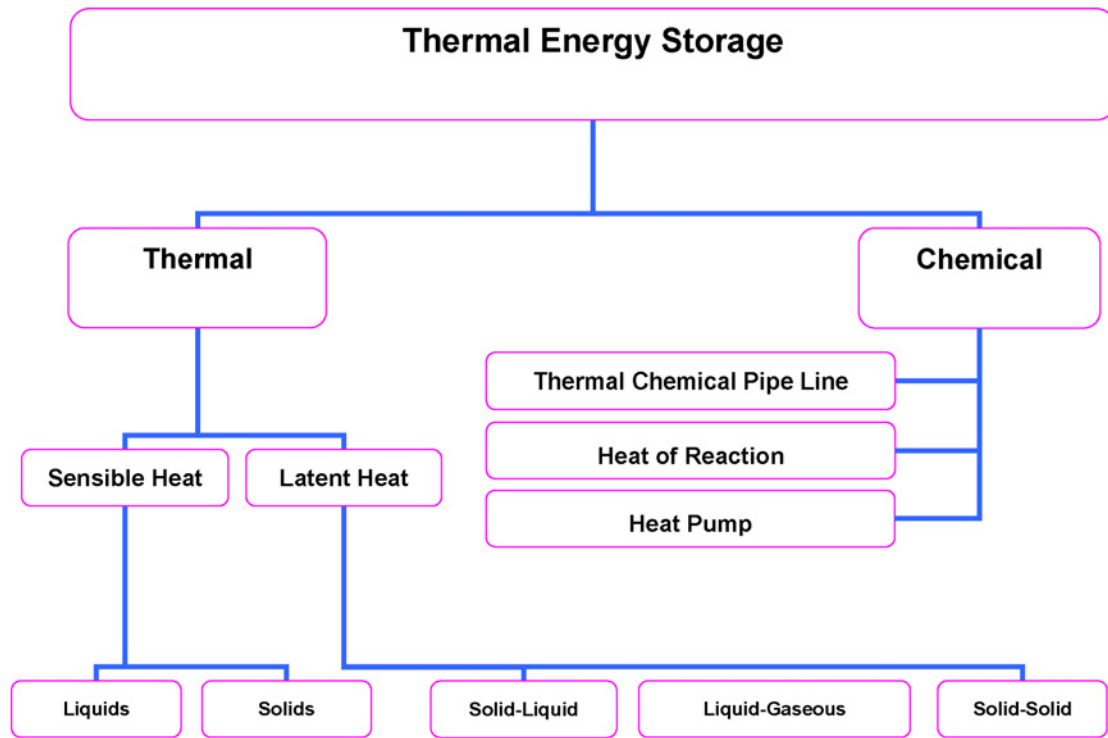 Thermal Energy Storage
Thermal
Chemical
Thermal Chemical Pipe Line
Heat of Reaction
Sensible Heat
Latent Heat
Heat Pump
Liquids
Solids
Solid-Liquid
Liquid-Gaseous
Solid-Solid